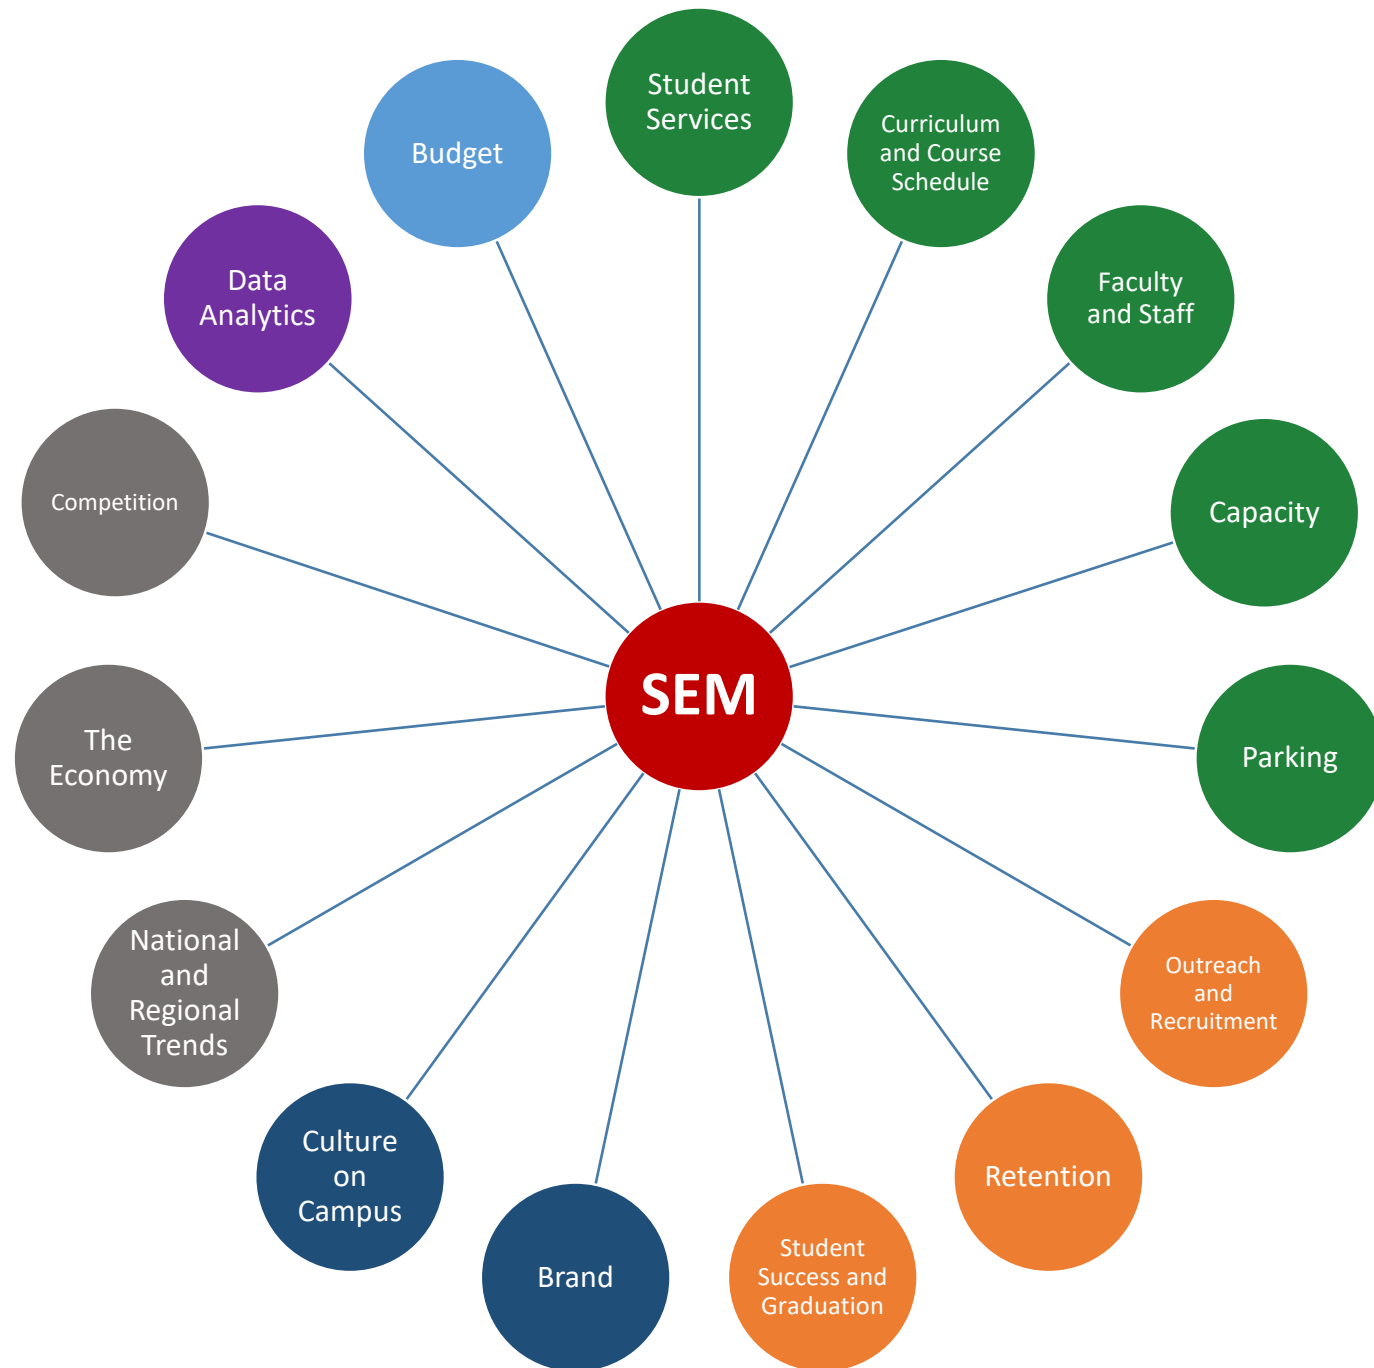 Student
Services
Curriculum
and Course
Schedule
Faculty
and Staff
Capacity
Parking
Outreach
and
Recruitment
Retention
Student
Success and
Graduation
Brand
Culture
on
Campus
National
and
Regional
Trends
The
Economy
Competition
Data
Analytics
Budget
SEM